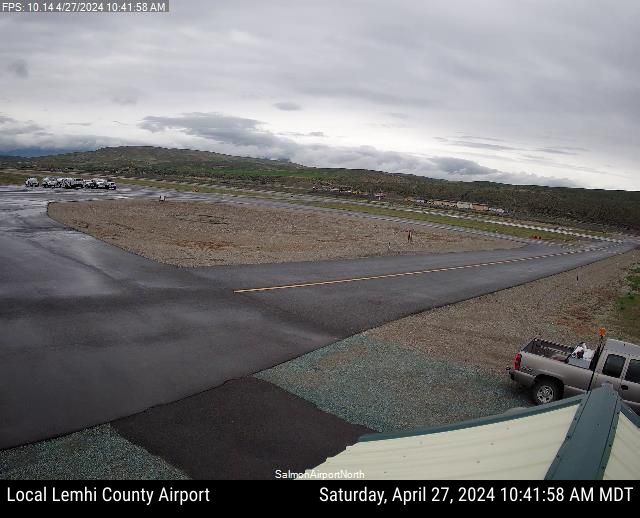 FPS: 10.14 4/27/2024 10:41:58 AM
SalmonAirportNorth
Local Lemhi County Airport Saturday, April 27, 2024 10:41:58 AM MDT